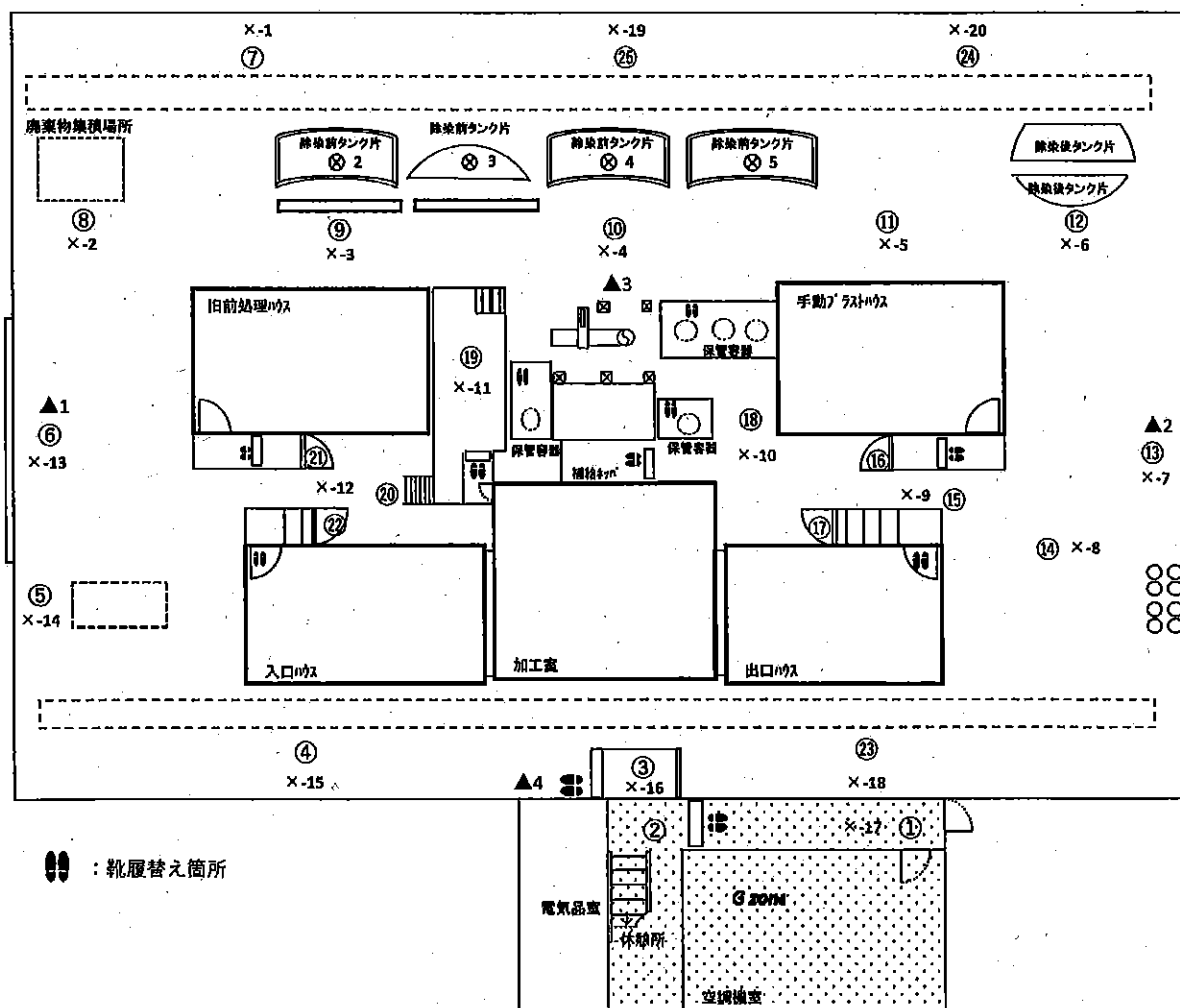 ×-1 ×-19 ×-20
⑦ ㉕ ㉔
廃棄物集積場所
除染前タンク片 除染前タンク片 除染前タンク片 除染前タンク片 除染後タンク片
⊗ 2 ⊗ 3 ⊗ 4 ⊗ 5
除染後タンク片
⑧ ⑨ ⑩ ⑪ ⑫
×-2 ×-3 ×-4 ×-5 ×-6
▲3
旧前処理ハウス 手動ブラストハウス
保管容器
⑲
×-11
▲1
⑥
×-13
⑱
×-10
▲2
⑬
×-7
保管容器 補給ホッパ 保管容器
㉑ ⑯
×-12 ⑳ ×-9 ⑮
㉒ ⑰
⑭ ×-8
⑤
×-14
入口ハウス 加工室 出口ハウス
④ ③ ㉓
×-15 ▲4 ×-16 ×-18
② ×-17 ①
:靴履替え箇所
電気品室 G zone
休憩所
空調機室